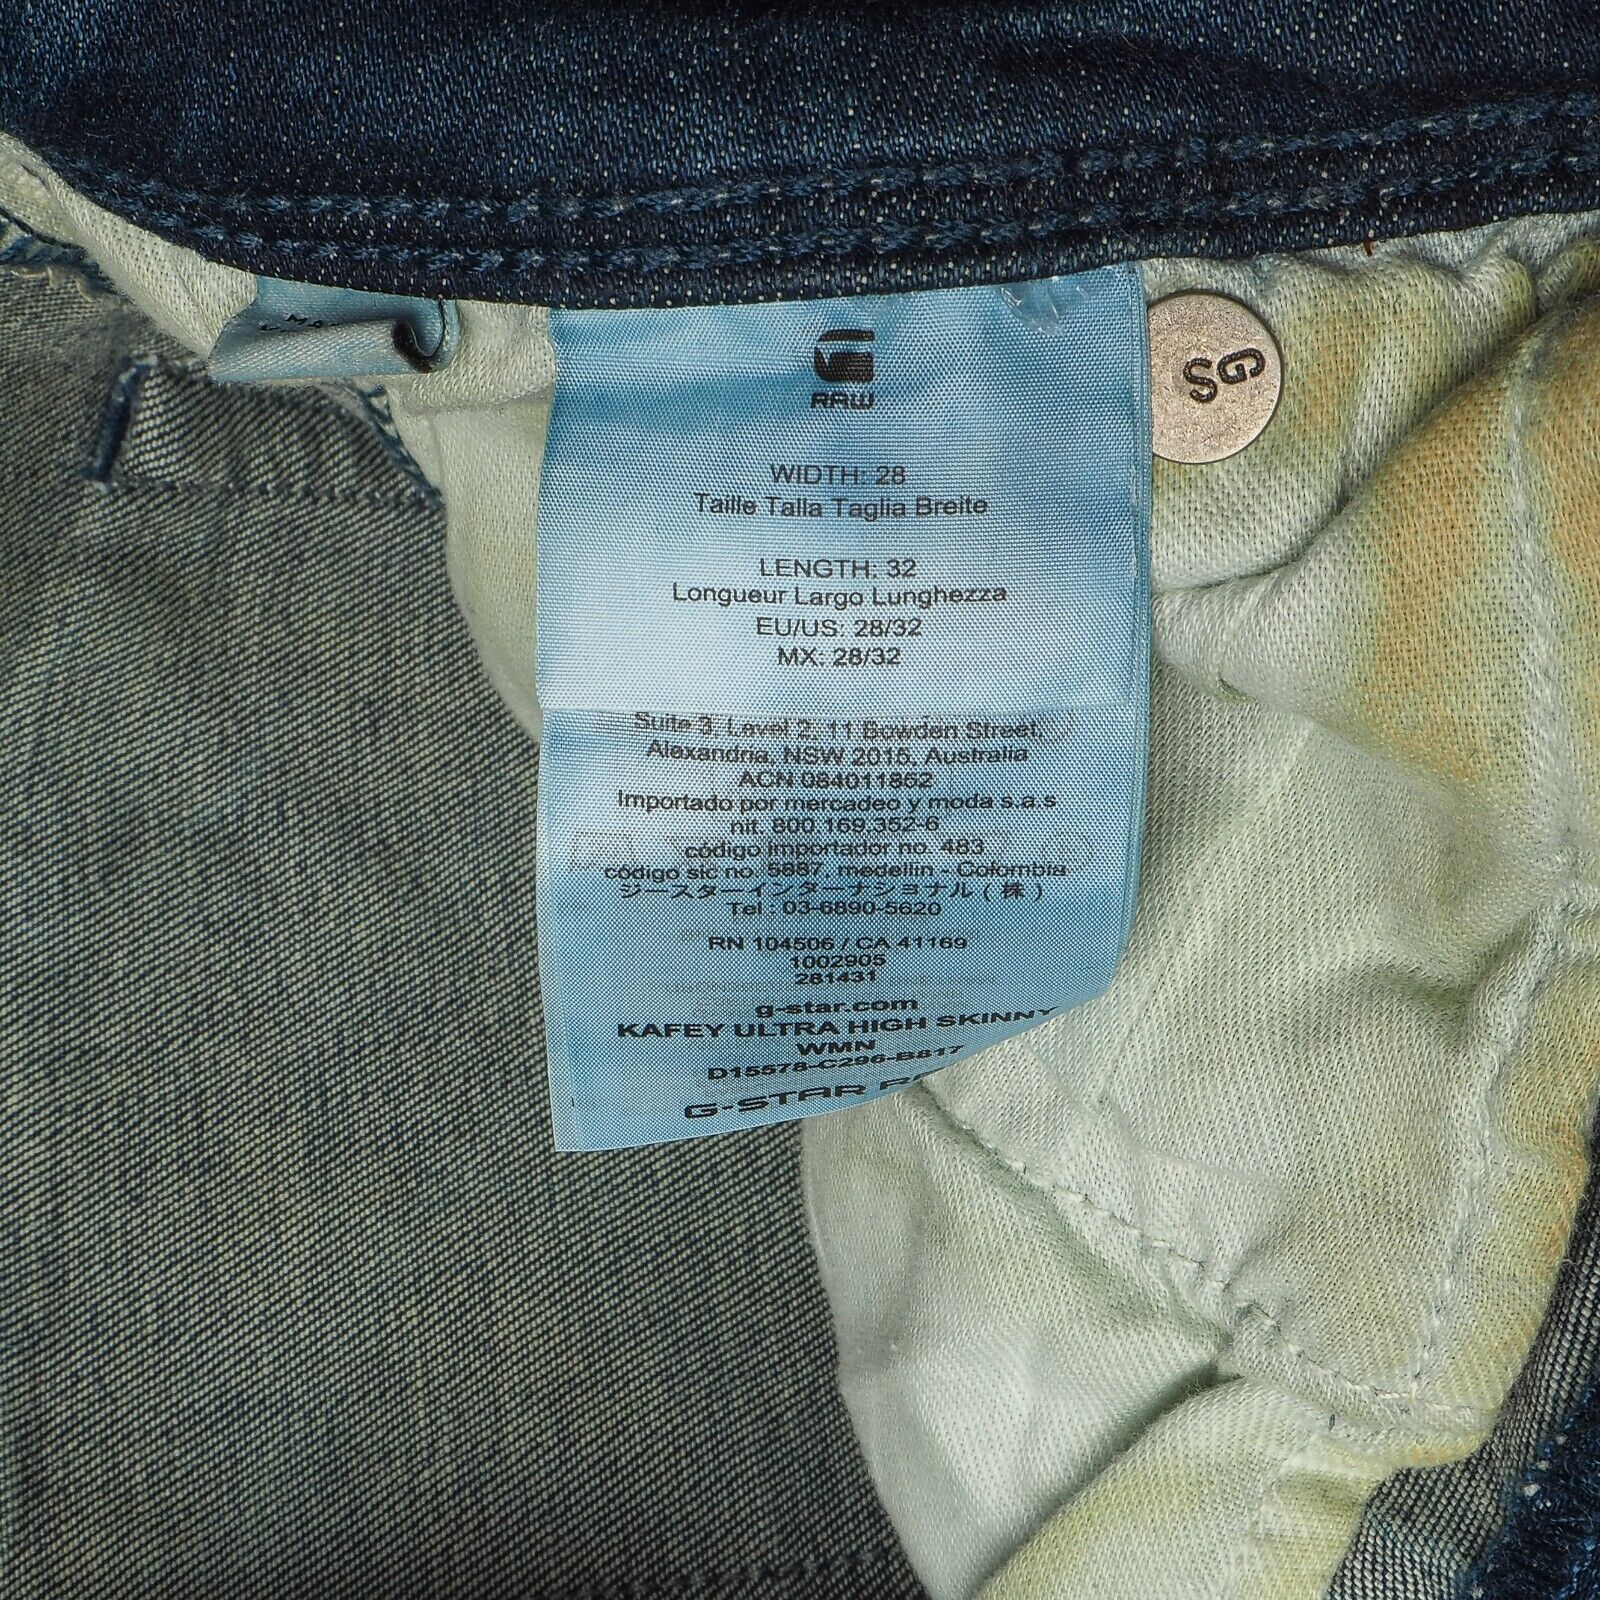 RAW
WIDTH: 28
Taille Talla Taglia Breite
LENGTH: 32
Longueur Largo Lunghezza
EU/US: 28/32
MX: 28/32
Suite 3, Level 2, 11 Bowden Street,
Alexandria, NSW 2015, Australia
ACN 084011852
Importado por mercadeo y moda s.a.s
nit. 800.169.352-6
código importador no. 483
código sic no. 5887, medellin - Colombia
ジースターインターナショナル(株)
Tel : 03-6890-5620
RN 104506 / CA 41169
1002905
281431
g-star.com
KAFEY ULTRA HIGH SKINNY
WMN
D15578-C296-B817
G-STAR
GS